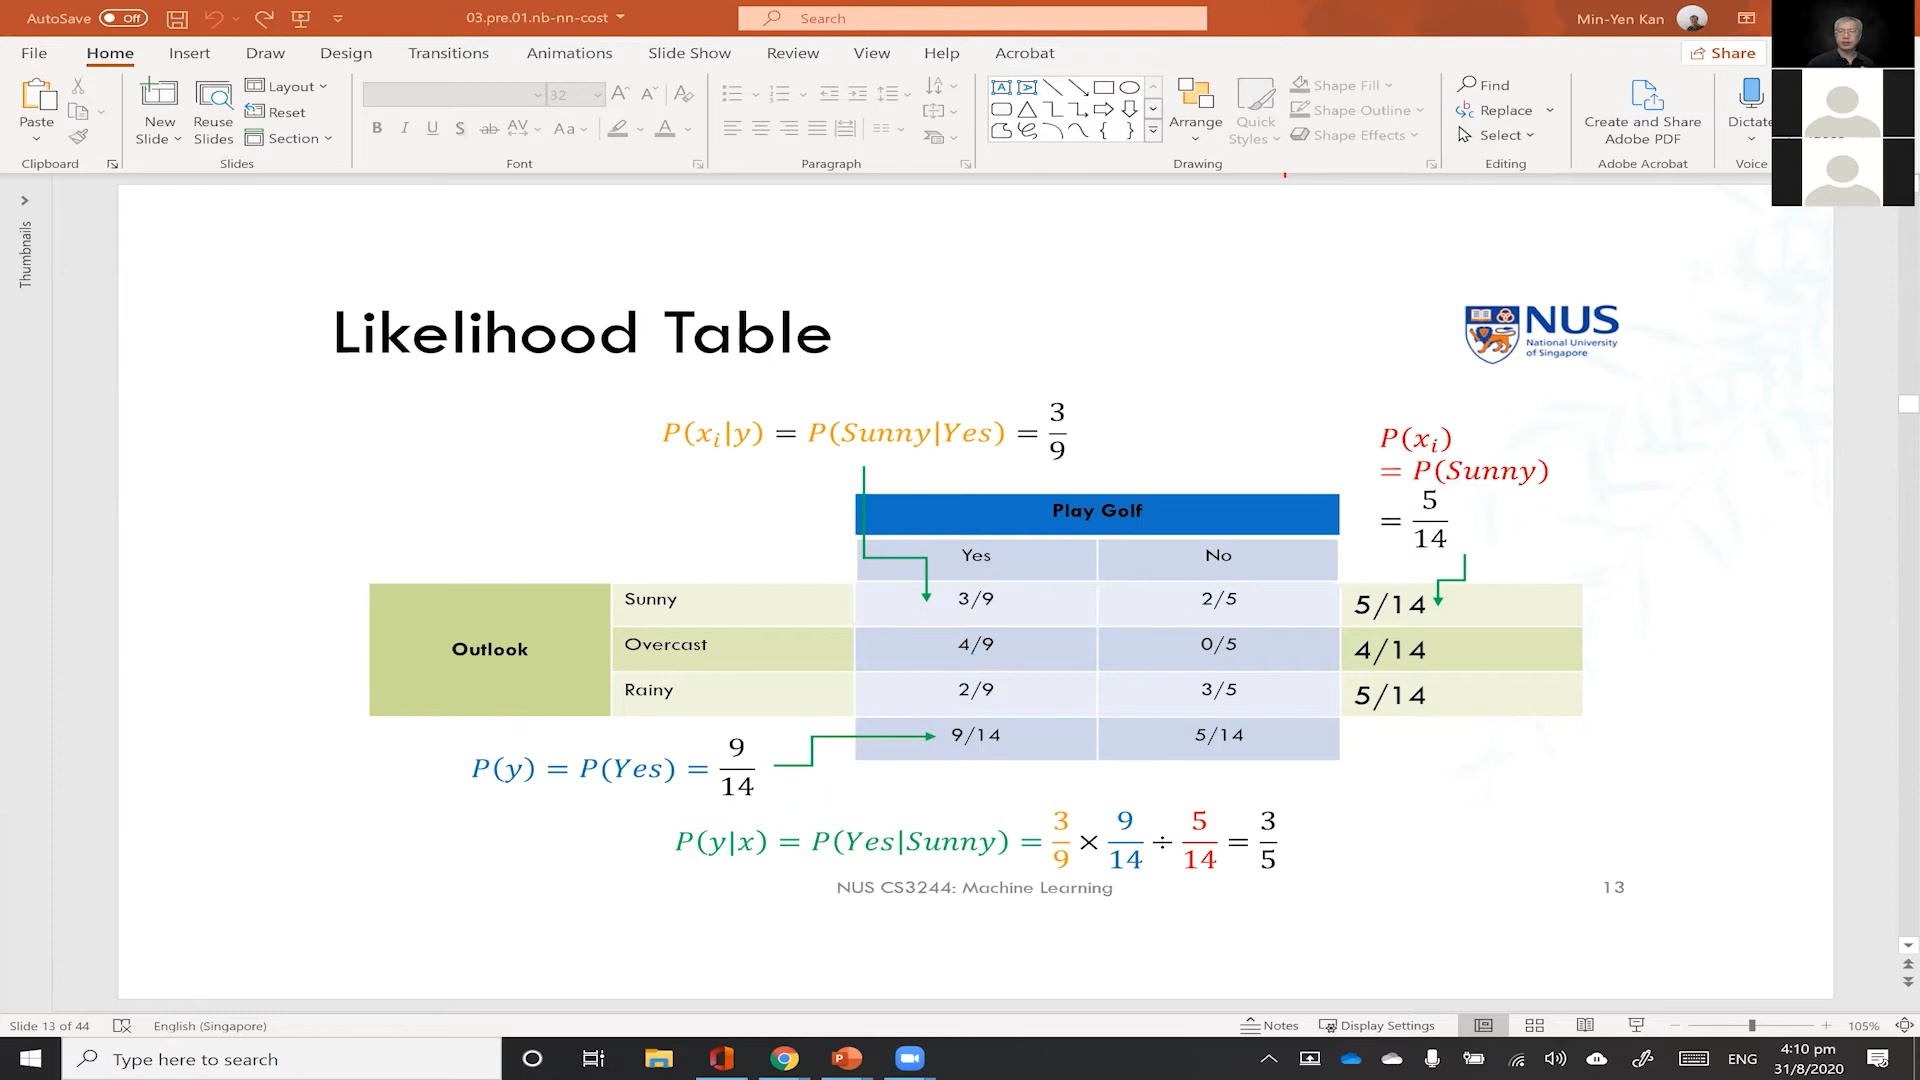 AutoSave Off 03.pre.01.nb-nn-cost Search Min-Yen Kan
File Home Insert Draw Design Transitions Animations Slide Show Review View Help Acrobat Share
Paste New Slide Reuse Slides Layout Reset Section 32 Arrange Quick Styles Shape Fill Shape Outline Shape Effects Find Replace Select Create and Share Adobe PDF Dictate
Clipboard Slides Font Paragraph Drawing Editing Adobe Acrobat Voice
Thumbnails
Likelihood Table
NUS
National University
of Singapore
P(xᵢ|y) = P(Sunny|Yes) = 3/9
P(xᵢ)
= P(Sunny)
= 5/14
Play Golf
Yes No
Outlook
Sunny 3/9 2/5 5/14
Overcast 4/9 0/5 4/14
Rainy 2/9 3/5 5/14
9/14 5/14
P(y) = P(Yes) = 9/14
P(y|x) = P(Yes|Sunny) = 3/9 × 9/14 ÷ 5/14 = 3/5
NUS CS3244: Machine Learning 13
Slide 13 of 44 English (Singapore) Notes Display Settings 105%
Type here to search ENG 4:10 pm
31/8/2020